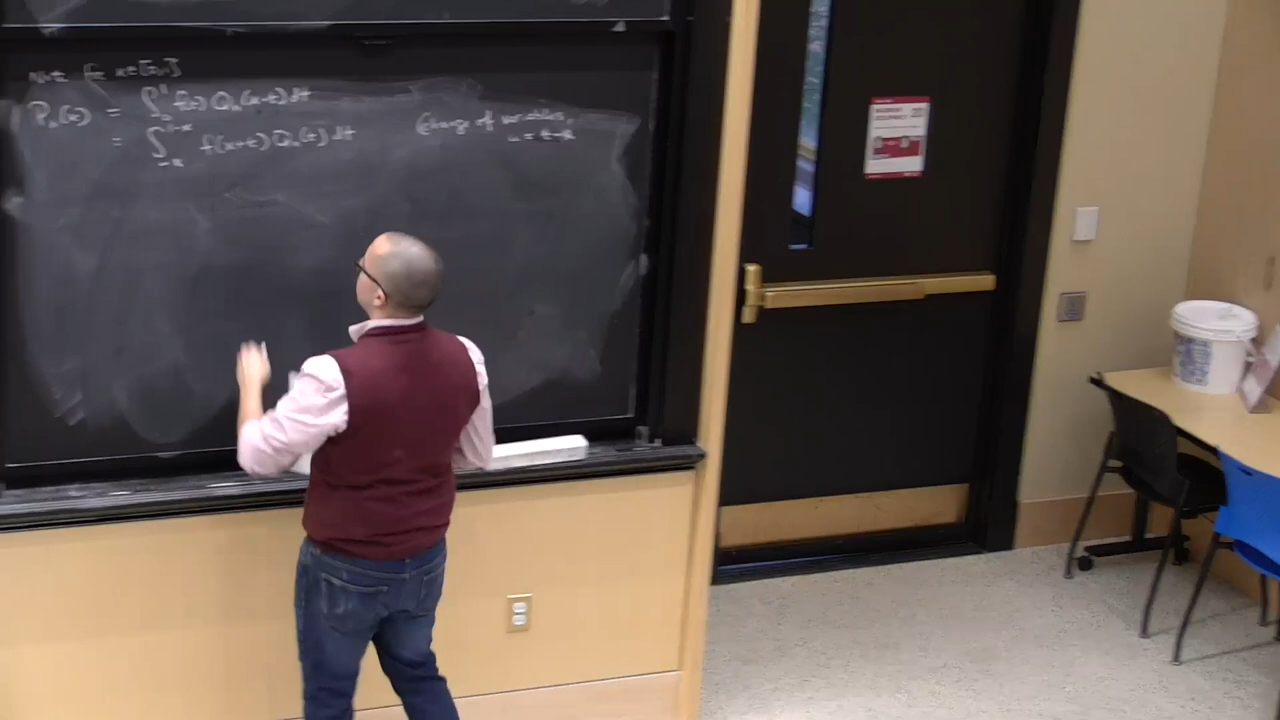 Note for x ∈ [0,1]
Pₙ(x) = ∫₀¹ f(t) Qₙ(x-t) dt
= ∫₋ₓ¹⁻ˣ f(x+t) Qₙ(t) dt
Change of variables,
u = t-x